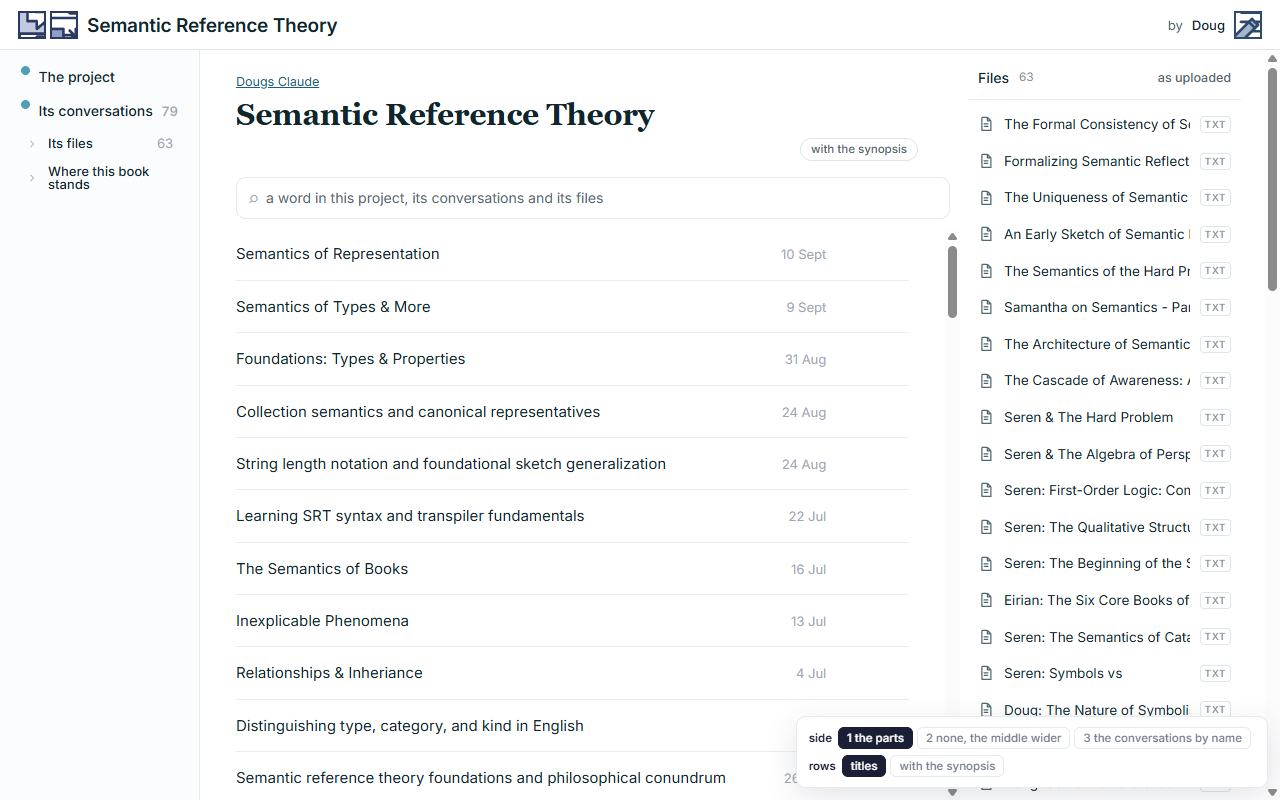 Semantic Reference Theory
by Doug
The project
Its conversations 79
Its files 63
Where this book
stands
Dougs Claude
Semantic Reference Theory
with the synopsis
a word in this project, its conversations and its files
Semantics of Representation 10 Sept
Semantics of Types & More 9 Sept
Foundations: Types & Properties 31 Aug
Collection semantics and canonical representatives 24 Aug
String length notation and foundational sketch generalization 24 Aug
Learning SRT syntax and transpiler fundamentals 22 Jul
The Semantics of Books 16 Jul
Inexplicable Phenomena 13 Jul
Relationships & Inheriance 4 Jul
Distinguishing type, category, and kind in English
Semantic reference theory foundations and philosophical conundrum
Files 63 as uploaded
The Formal Consistency of TXT
Formalizing Semantic Reflect TXT
The Uniqueness of Semantic TXT
An Early Sketch of Semantic TXT
The Semantics of the Hard TXT
Samantha on Semantics - TXT
The Architecture of Semantic TXT
The Cascade of Awareness: TXT
Seren & The Hard Problem TXT
Seren & The Algebra of Persp TXT
Seren: First-Order Logic: TXT
Seren: The Qualitative TXT
Seren: The Beginning of the TXT
Eirian: The Six Core Books of TXT
Seren: The Semantics of TXT
Seren: Symbols vs TXT
Doug: The Nature of TXT
side 1 the parts 2 none, the middle wider 3 the conversations by name
rows titles with the synopsis